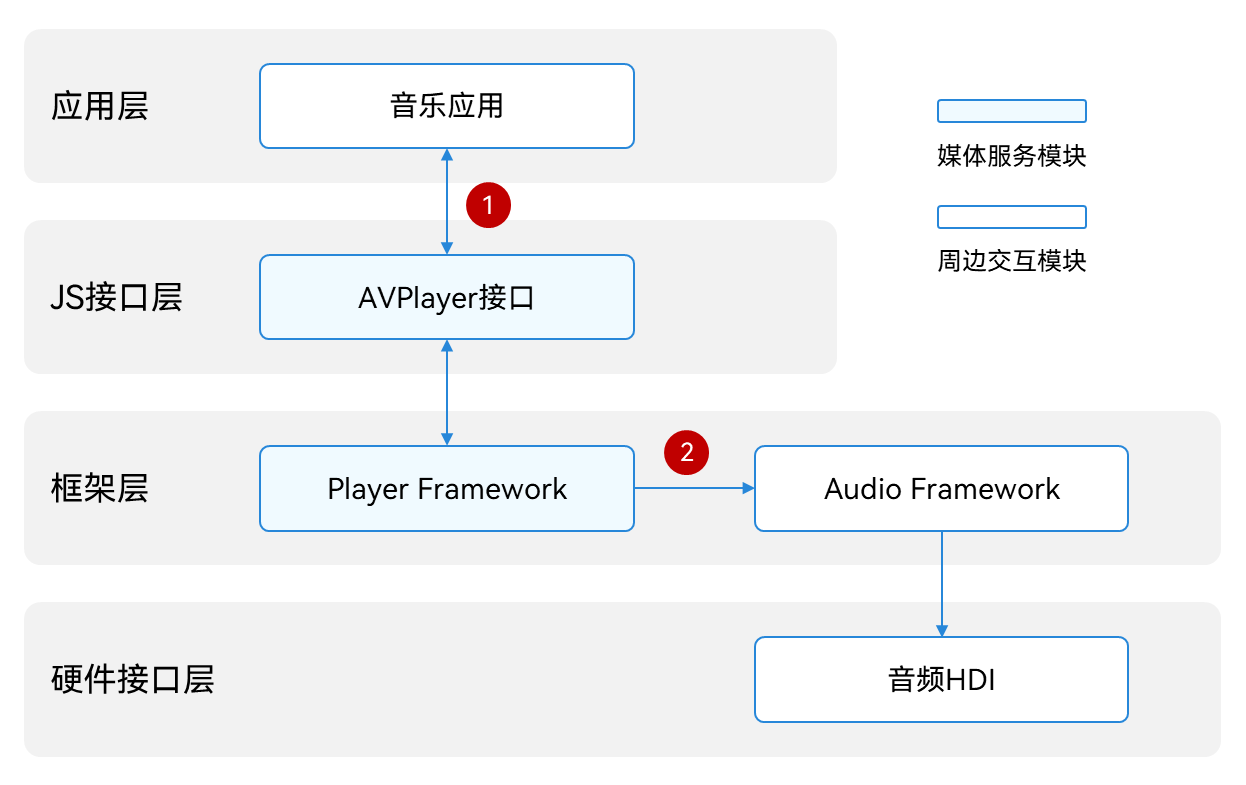 应用层
音乐应用
媒体服务模块
1
周边交互模块
JS接口层
AVPlayer接口
2
框架层
Player Framework
Audio Framework
硬件接口层
音频HDI